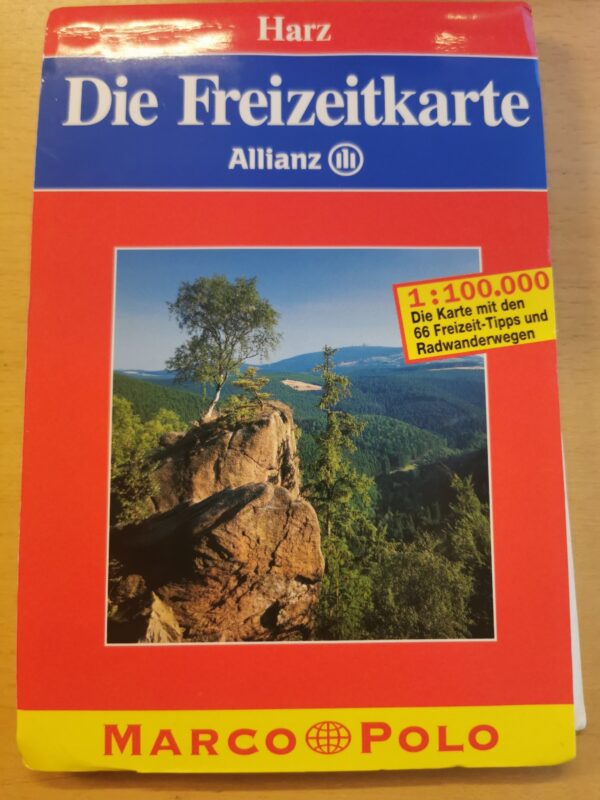 Harz
Die Freizeitkarte
Allianz
1:100.000
Die Karte mit den
66 Freizeit-Tipps und
Radwanderwegen
MARCO POLO